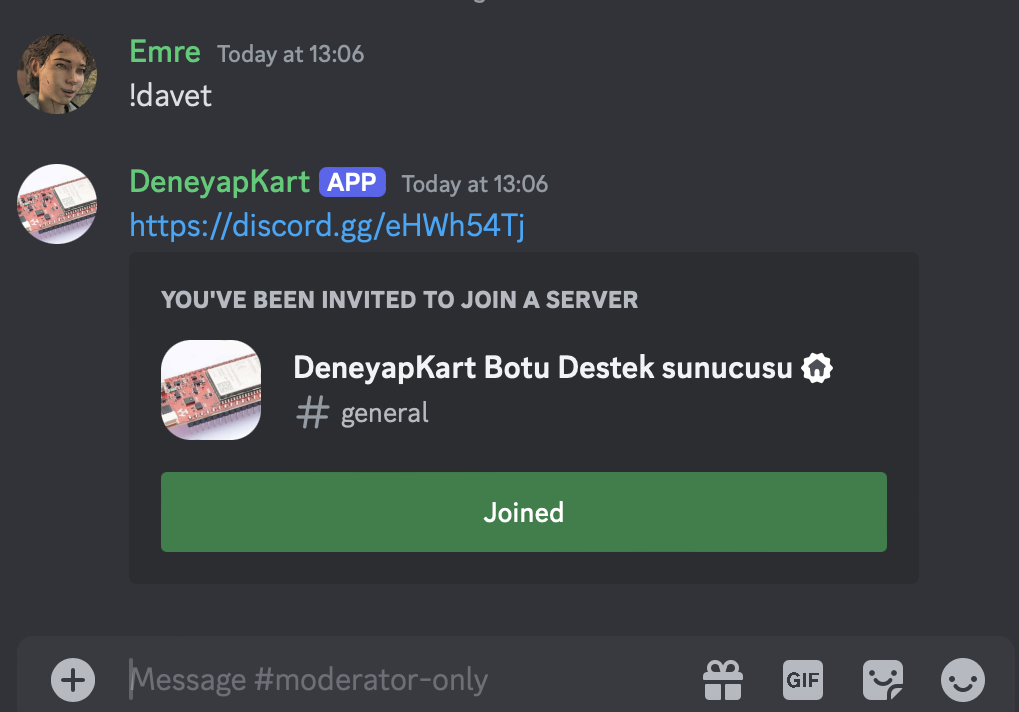 Emre Today at 13:06
!davet
DeneyapKart APP Today at 13:06
https://discord.gg/eHWh54Tj
YOU'VE BEEN INVITED TO JOIN A SERVER
DeneyapKart Botu Destek sunucusu
# general
Joined
Message #moderator-only
GIF